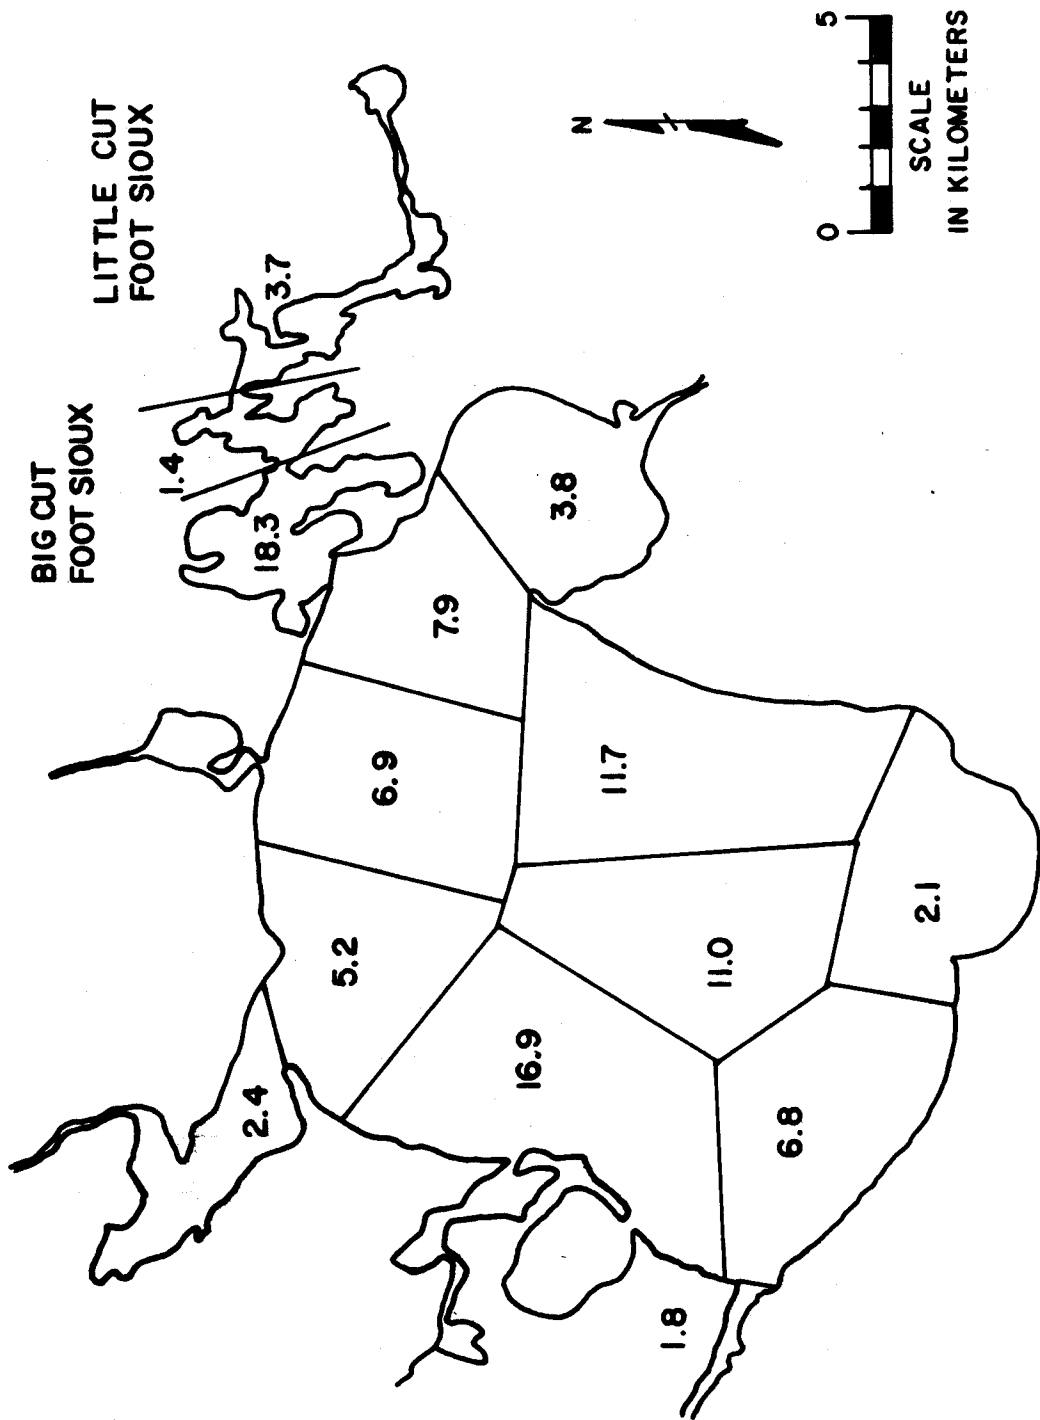 BIG CUT
FOOT SIOUX
LITTLE CUT
FOOT SIOUX
1.4
3.7
18.3
2.4
5.2
6.9
7.9
3.8
16.9
11.0
11.7
1.8
6.8
2.1
N
0
5
SCALE
IN KILOMETERS